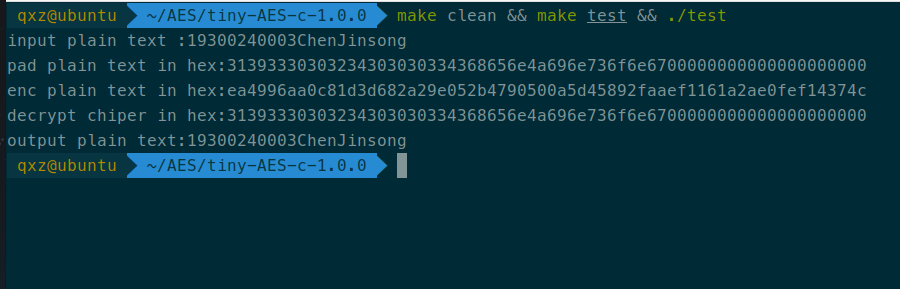 qxz@ubuntu ~/AES/tiny-AES-c-1.0.0 make clean && make test && ./test
input plain text :19300240003ChenJinsong
pad plain text in hex:31393330303234303030334368656e4a696e736f6e6700000000000000000000
enc plain text in hex:ea4996aa0c81d3d682a29e052b4790500a5d45892faaef1161a2ae0fef14374c
decrypt chiper in hex:31393330303234303030334368656e4a696e736f6e6700000000000000000000
output plain text:19300240003ChenJinsong
qxz@ubuntu ~/AES/tiny-AES-c-1.0.0